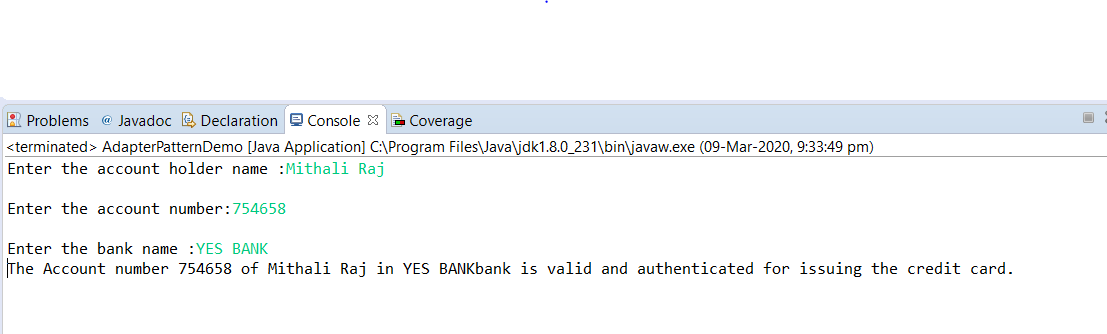 Problems @ Javadoc Declaration Console Coverage
<terminated> AdapterPatternDemo [Java Application] C:\Program Files\Java\jdk1.8.0_231\bin\javaw.exe (09-Mar-2020, 9:33:49 pm)
Enter the account holder name :Mithali Raj
Enter the account number:754658
Enter the bank name :YES BANK
The Account number 754658 of Mithali Raj in YES BANKbank is valid and authenticated for issuing the credit card.